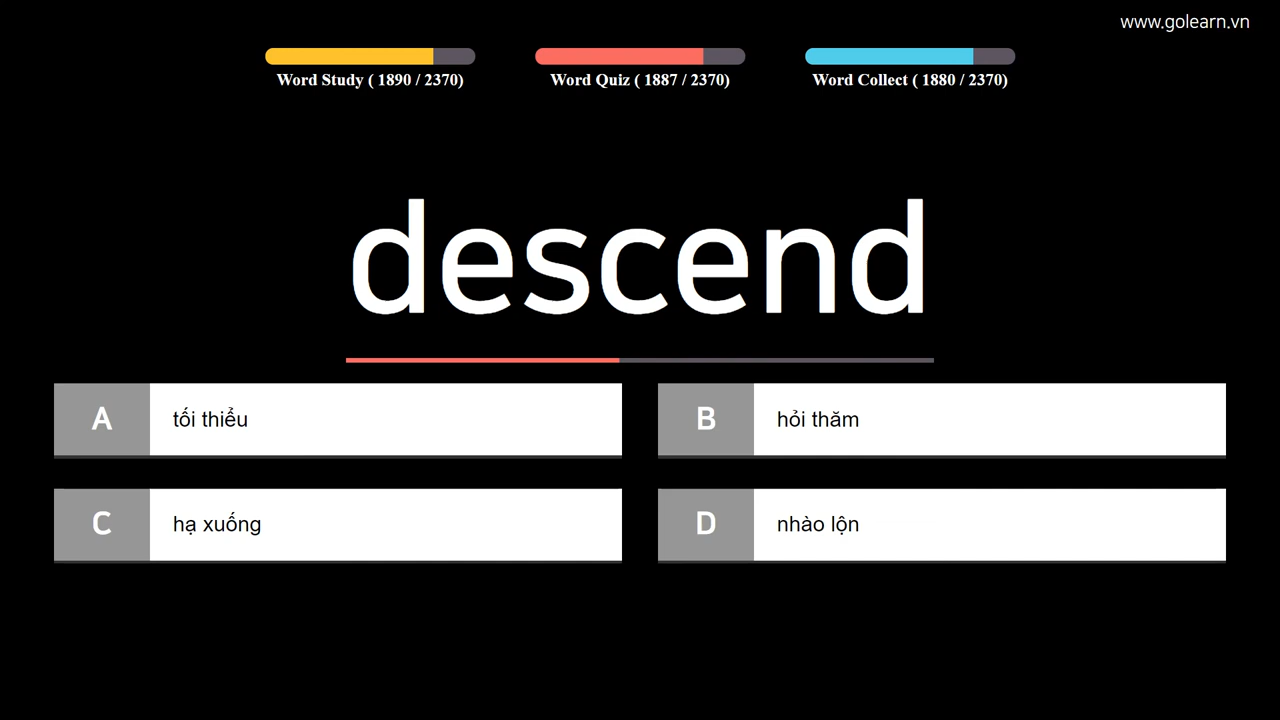 www.golearn.vn
Word Study ( 1890 / 2370)
Word Quiz ( 1887 / 2370)
Word Collect ( 1880 / 2370)
descend
A tối thiểu
B hỏi thăm
C hạ xuống
D nhào lộn